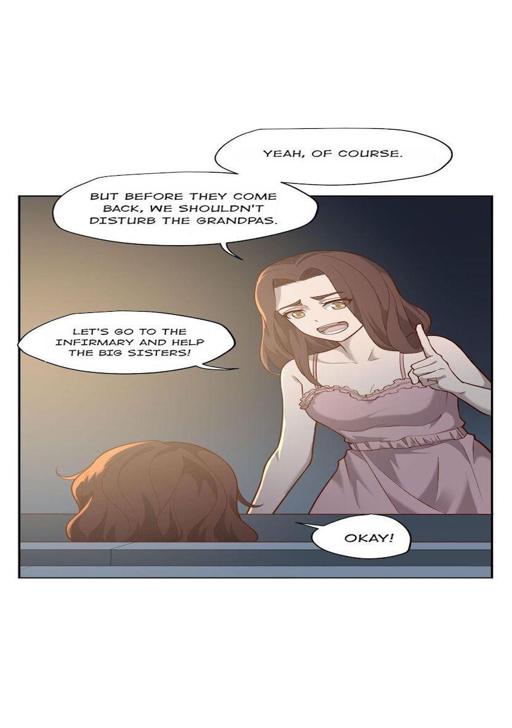 YEAH, OF COURSE.
BUT BEFORE THEY COME
BACK, WE SHOULDN'T
DISTURB THE GRANDPAS.
LET'S GO TO THE
INFIRMARY AND HELP
THE BIG SISTERS!
OKAY!